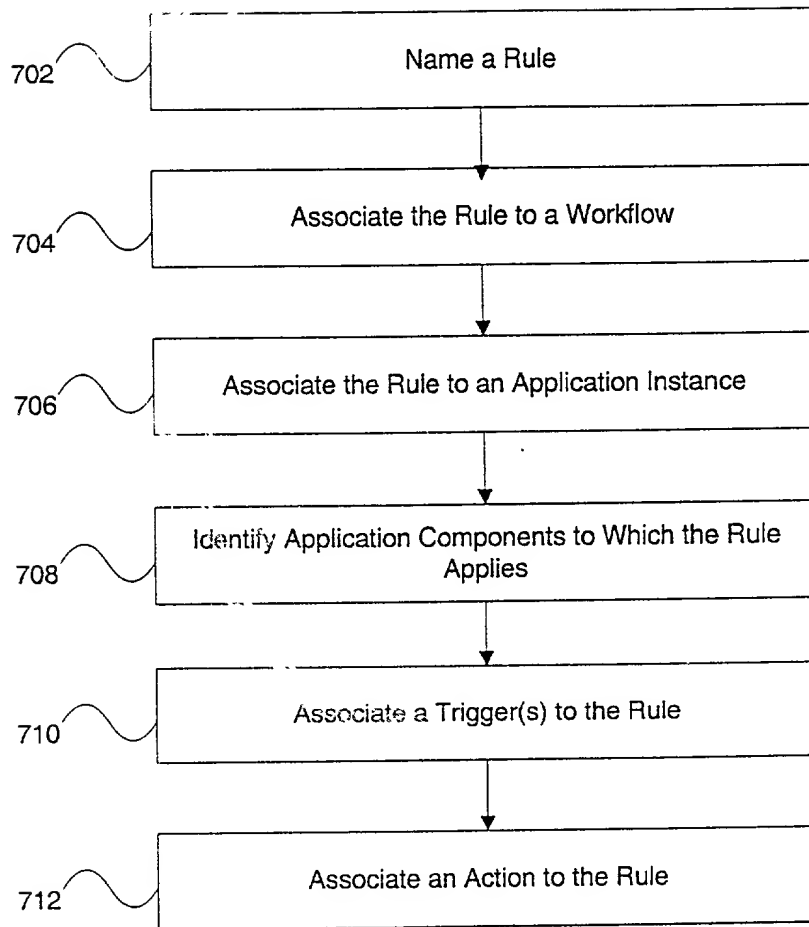 702
Name a Rule
704
Associate the Rule to a Workflow
706
Associate the Rule to an Application Instance
708
Identify Application Components to Which the Rule
Applies
710
Associate a Trigger(s) to the Rule
712
Associate an Action to the Rule